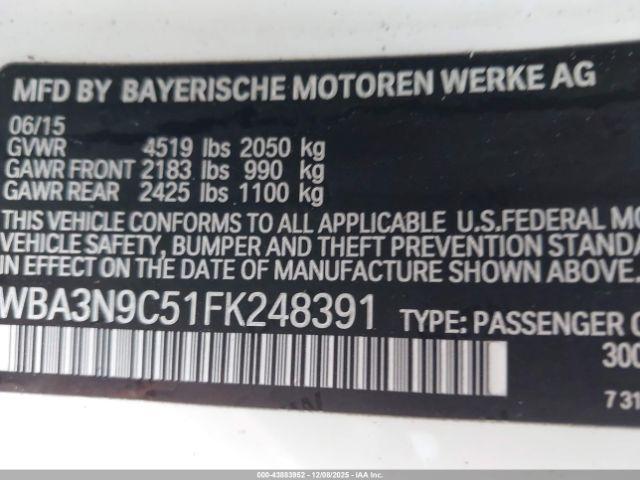 MFD BY BAYERISCHE MOTOREN WERKE AG
06/15
GVWR 4519 lbs 2050 kg
GAWR FRONT 2183 lbs 990 kg
GAWR REAR 2425 lbs 1100 kg
THIS VEHICLE CONFORMS TO ALL APPLICABLE U.S.FEDERAL MO
VEHICLE SAFETY, BUMPER AND THEFT PREVENTION STANDA
IN EFFECT ON THE DATE OF MANUFACTURE SHOWN ABOVE.
WBA3N9C51FK248391 TYPE: PASSENGER C
300
731
000-43883952 - 12/08/2025 - IAAI.COM